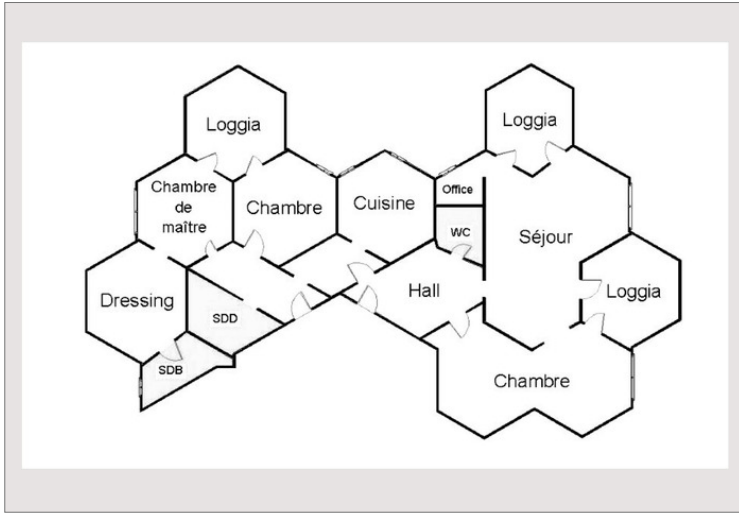 Loggia
Loggia
Chambre
de
maître
Chambre
Cuisine
Office
WC
Séjour
Dressing
SDD
Hall
Loggia
SDB
Chambre